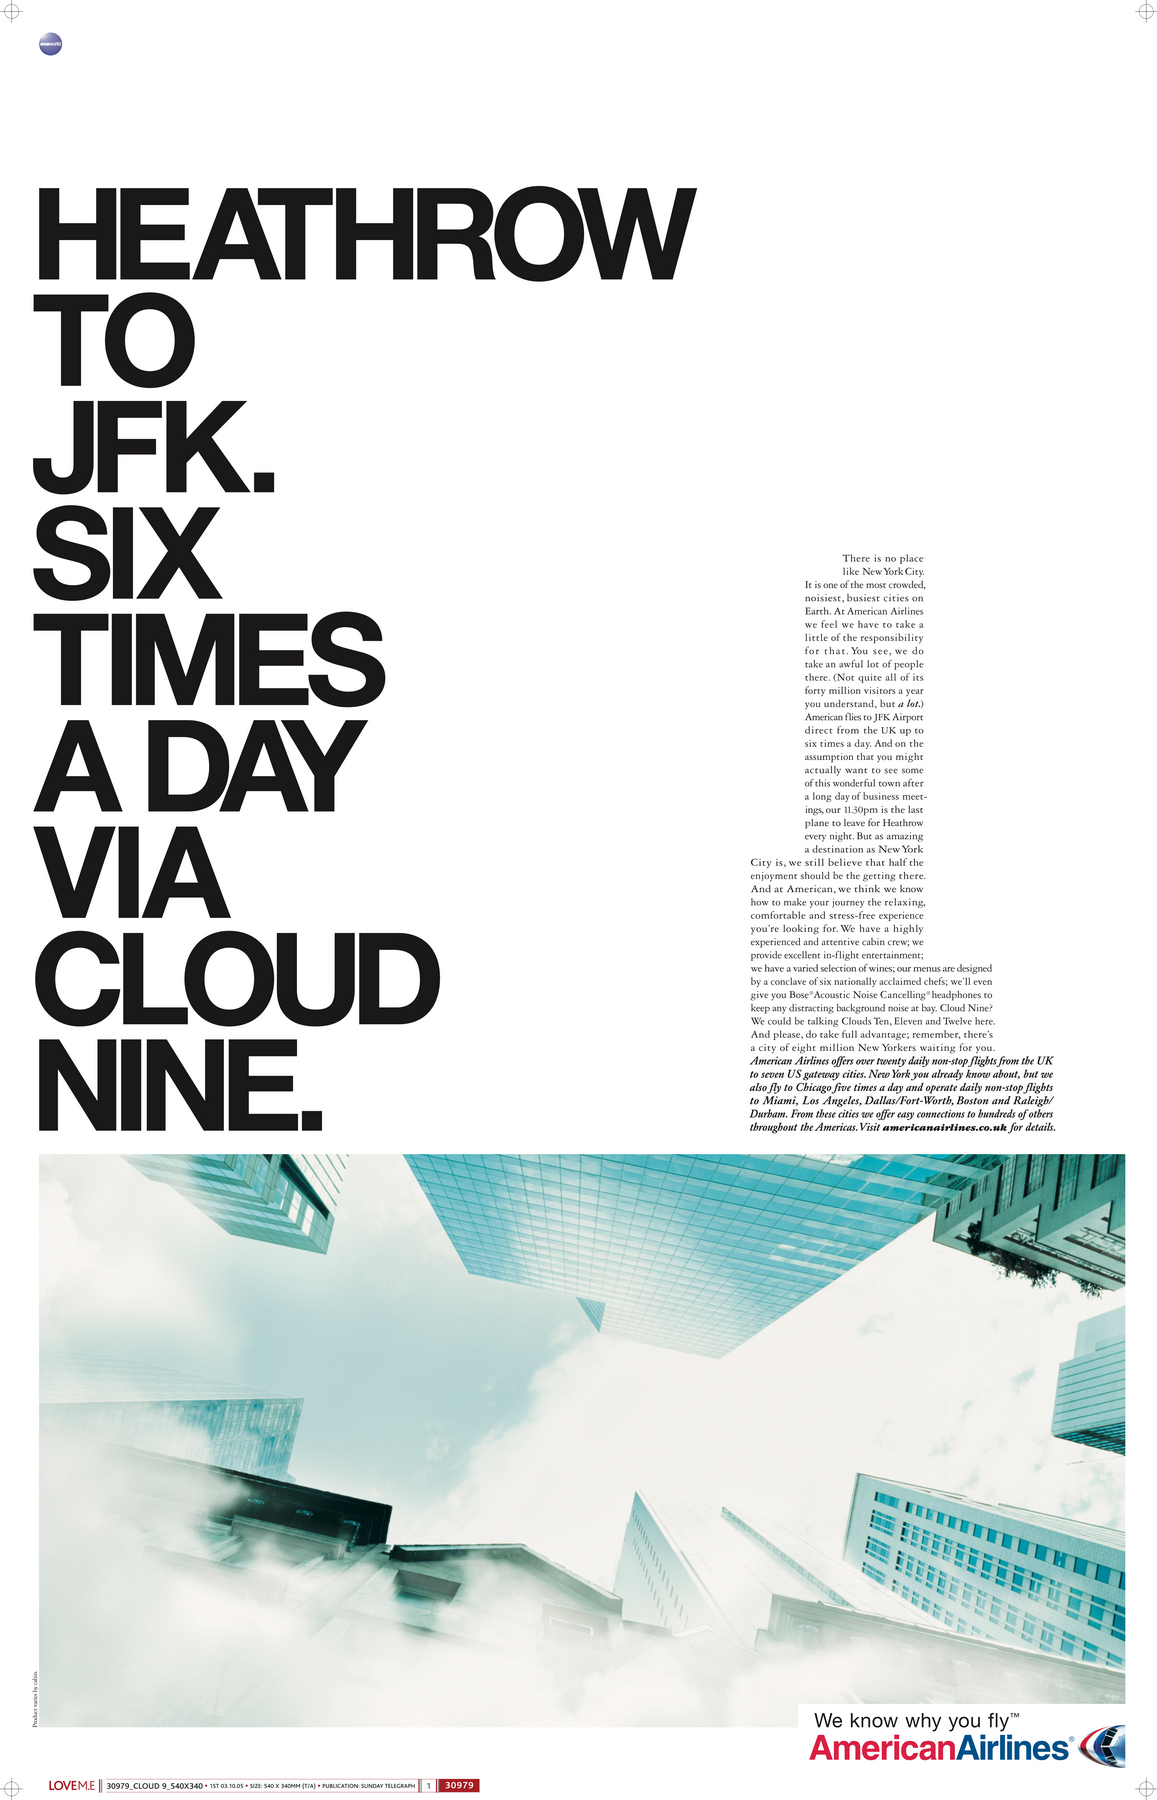 oneworld
HEATHROW
TO
JFK.
SIX
TIMES
A DAY
VIA
CLOUD
NINE.
There is no place
like New York City.
It is one of the most crowded,
noisiest, busiest cities on
Earth. At American Airlines
we feel we have to take a
little of the responsibility
for that. You see, we do
take an awful lot of people
there. (Not quite all of its
forty million visitors a year
you understand, but a lot.)
American flies to JFK Airport
direct from the UK up to
six times a day. And on the
assumption that you might
actually want to see some
of this wonderful town after
a long day of business meet-
ings, our 11.30pm is the last
plane to leave for Heathrow
every night. But as amazing
a destination as New York
City is, we still believe that half the
enjoyment should be the getting there.
And at American, we think we know
how to make your journey the relaxing,
comfortable and stress-free experience
you're looking for. We have a highly
experienced and attentive cabin crew; we
provide excellent in-flight entertainment;
we have a varied selection of wines; our menus are designed
by a conclave of six nationally acclaimed chefs; we'll even
give you Bose® Acoustic Noise Cancelling® headphones to
keep any distracting background noise at bay. Cloud Nine?
We could be talking Clouds Ten, Eleven and Twelve here.
And please, do take full advantage; remember, there's
a city of eight million New Yorkers waiting for you.
American Airlines offers over twenty daily non-stop flights from the UK
to seven US gateway cities. New York you already know about, but we
also fly to Chicago five times a day and operate daily non-stop flights
to Miami, Los Angeles, Dallas/Fort-Worth, Boston and Raleigh/
Durham. From these cities we offer easy connections to hundreds of others
throughout the Americas. Visit americanairlines.co.uk for details.
Product varies by cabin.
We know why you fly™
AmericanAirlines®
LOVEM.E 30979_CLOUD 9_540X340 • 1ST 03.10.05 • SIZE: 540 X 340MM (T/A) • PUBLICATION: SUNDAY TELEGRAPH 1 30979